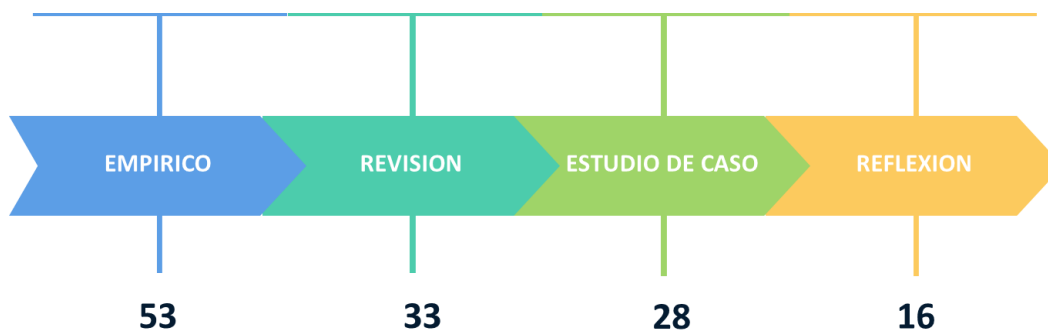 EMPIRICO
REVISION
ESTUDIO DE CASO
REFLEXION
53
33
28
16